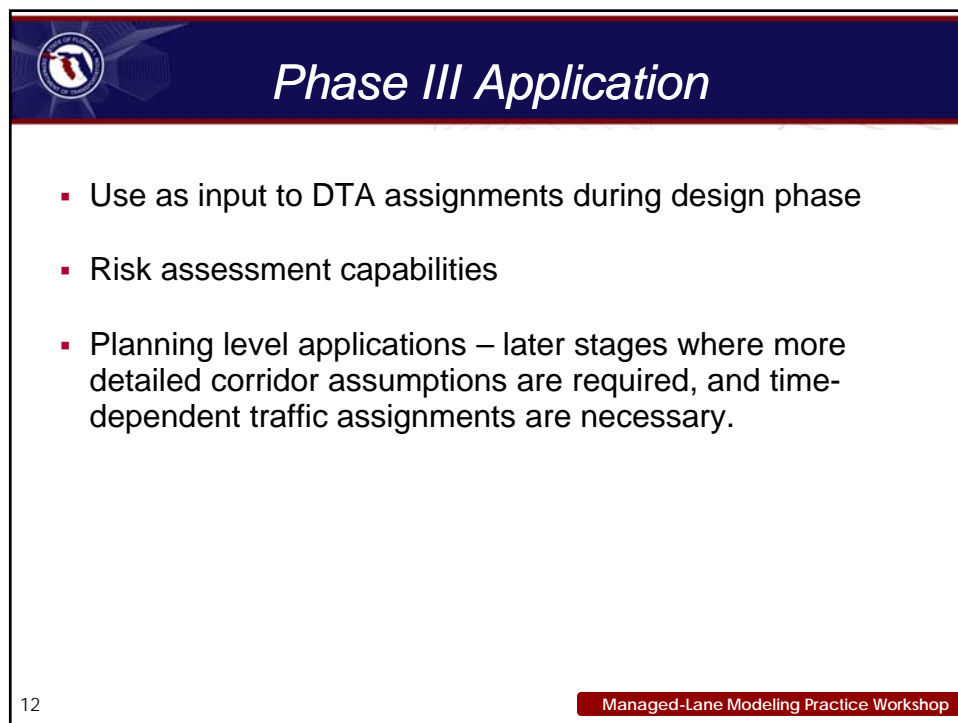 Phase III Application
▪ Use as input to DTA assignments during design phase
▪ Risk assessment capabilities
▪ Planning level applications – later stages where more
detailed corridor assumptions are required, and time-
dependent traffic assignments are necessary.
12
Managed-Lane Modeling Practice Workshop